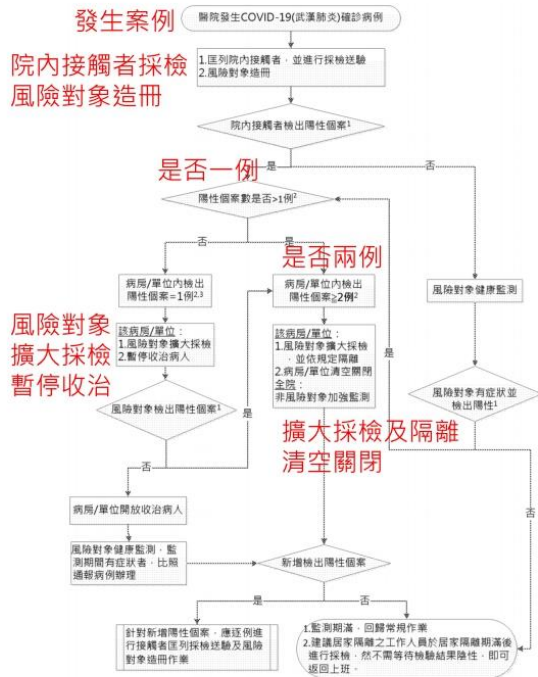 發生案例
醫院發生COVID-19(武漢肺炎)確診病例
院內接觸者採檢
風險對象造冊
1.匡列院內接觸者，並進行採檢送驗
2.風險對象造冊
院內接觸者檢出陽性個案1
是
否
是否一例
陽性個案數是否>1例2
否
是
是否兩例
病房/單位內檢出
陽性個案=1例2,3
病房/單位內檢出
陽性個案≧2例2
風險對象健康監測
風險對象
擴大採檢
暫停收治
該病房/單位：
1.風險對象擴大採檢
2.暫停收治病人
該病房/單位：
1.風險對象擴大採檢
，並依規定隔離
2.病房/單位清空關閉
全院：
非風險對象加強監測
是
風險對象有症狀並
檢出陽性1
風險對象檢出陽性個案1
是
擴大採檢及隔離
清空關閉
否
否
病房/單位開放收治病人
風險對象健康監測，監
測期間有症狀者，比照
通報病例辦理
新增檢出陽性個案
是
否
針對新增陽性個案，應逐例進
行接觸者匡列採檢送驗及風險
對象造冊作業
1.監測期滿，回歸常規作業
2.建議居家隔離之工作人員於居家隔離期滿後
進行採檢，然不需等待檢驗結果陰性，即可
返回上班。